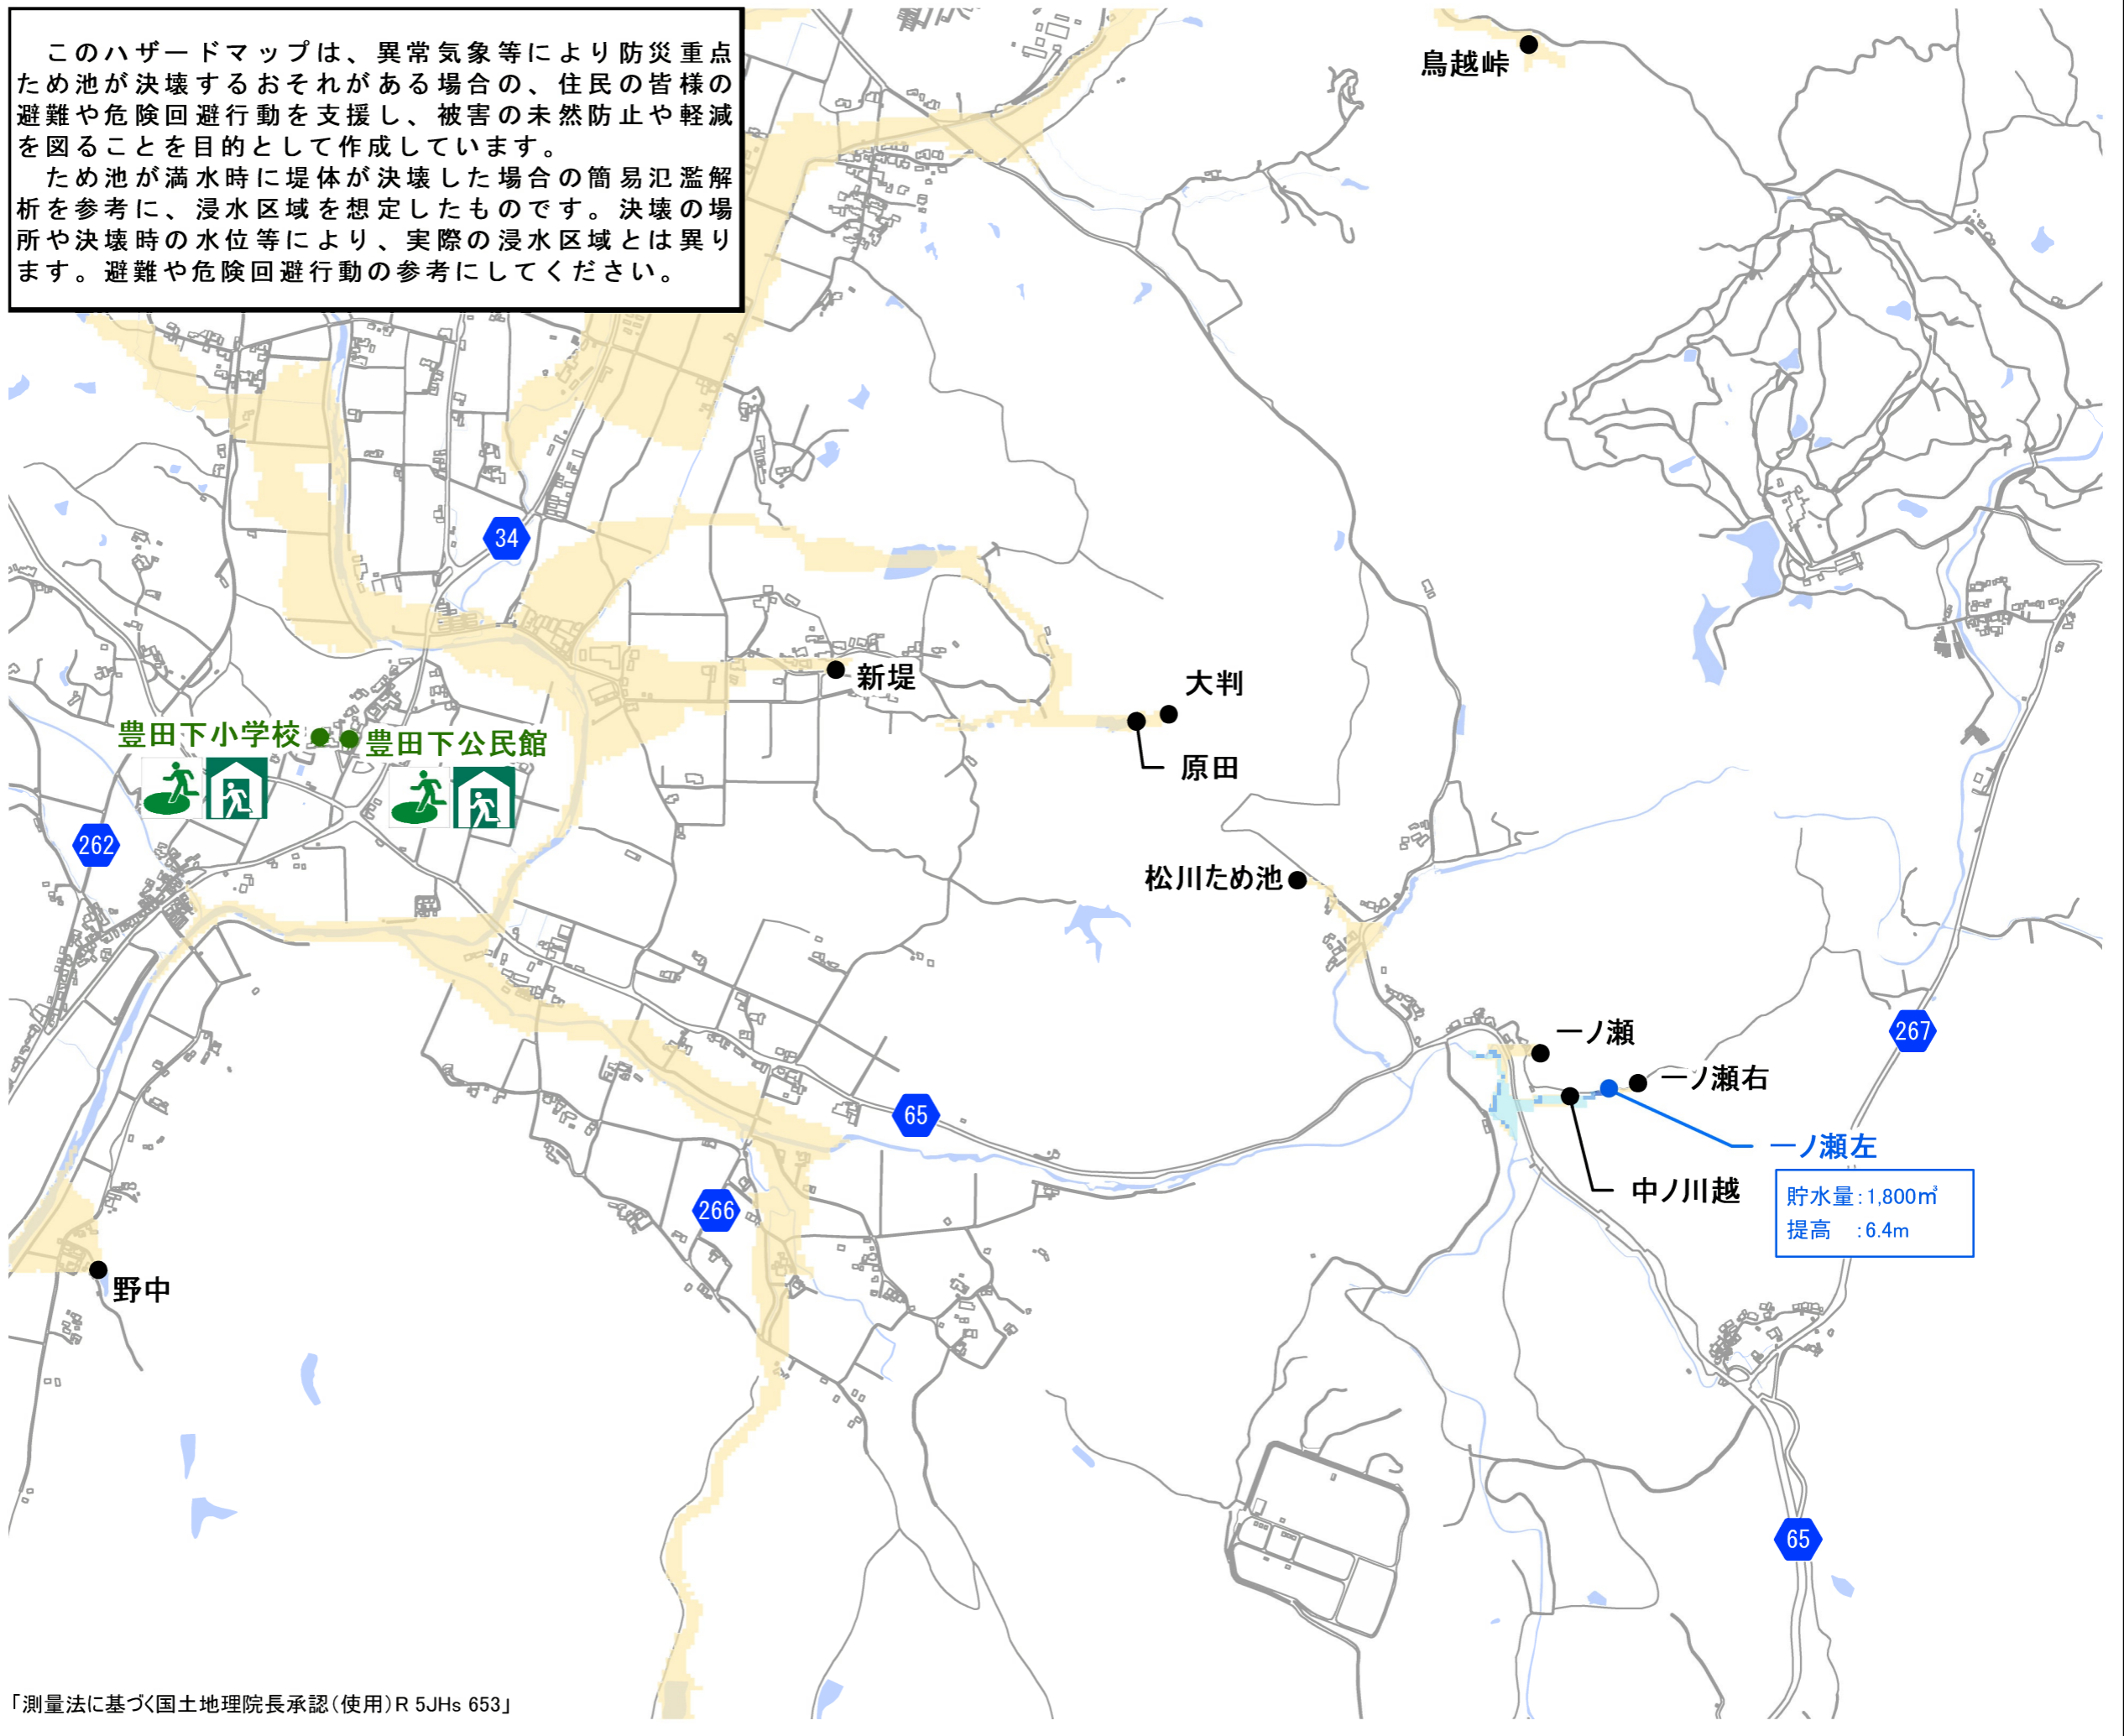 このハザードマップは、異常気象等により防災重点
ため池が決壊するおそれがある場合の、住民の皆様の
避難や危険回避行動を支援し、被害の未然防止や軽減
を図ることを目的として作成しています。
ため池が満水時に堤体が決壊した場合の簡易氾濫解
析を参考に、浸水区域を想定したものです。決壊の場
所や決壊時の水位等により、実際の浸水区域とは異り
ます。避難や危険回避行動の参考にしてください。
鳥越峠
34
新堤
大判
原田
豊田下小学校
豊田下公民館
262
松川ため池
267
一ノ瀬
一ノ瀬右
65
一ノ瀬左
中ノ川越
貯水量:1,800㎥
提高 :6.4m
266
野中
65
「測量法に基づく国土地理院長承認(使用)R 5JHs 653」